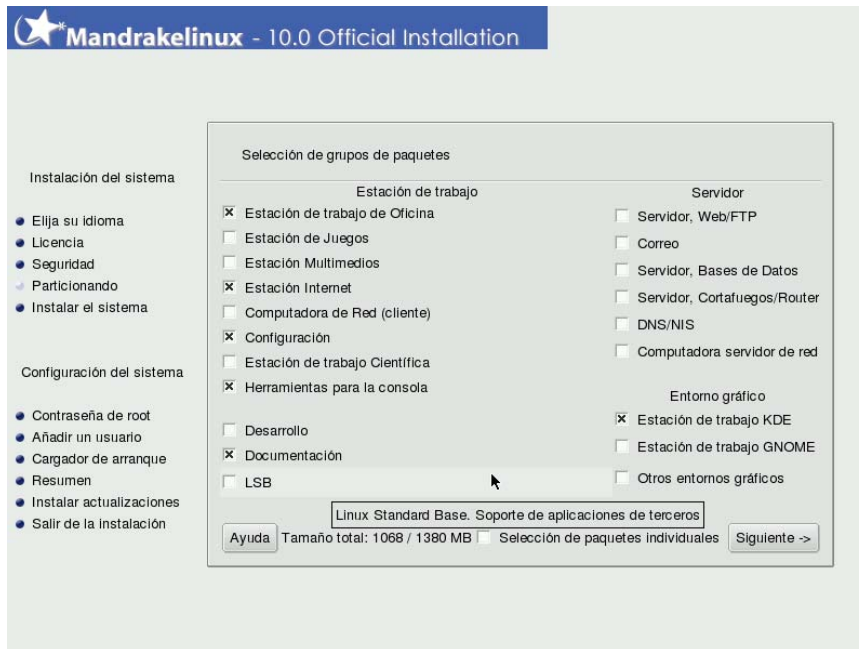 Mandrakelinux - 10.0 Official Installation
Instalación del sistema
Elija su idioma
Licencia
Seguridad
Particionando
Instalar el sistema
Configuración del sistema
Contraseña de root
Añadir un usuario
Cargador de arranque
Resumen
Instalar actualizaciones
Salir de la instalación
Selección de grupos de paquetes
Estación de trabajo
Estación de trabajo de Oficina
Estación de Juegos
Estación Multimedios
Estación Internet
Computadora de Red (cliente)
Configuración
Estación de trabajo Científica
Herramientas para la consola
Desarrollo
Documentación
LSB
Servidor
Servidor, Web/FTP
Correo
Servidor, Bases de Datos
Servidor, Cortafuegos/Router
DNS/NIS
Computadora servidor de red
Entorno gráfico
Estación de trabajo KDE
Estación de trabajo GNOME
Otros entornos gráficos
Linux Standard Base. Soporte de aplicaciones de terceros
Ayuda Tamaño total: 1068 / 1380 MB Selección de paquetes individuales Siguiente ->